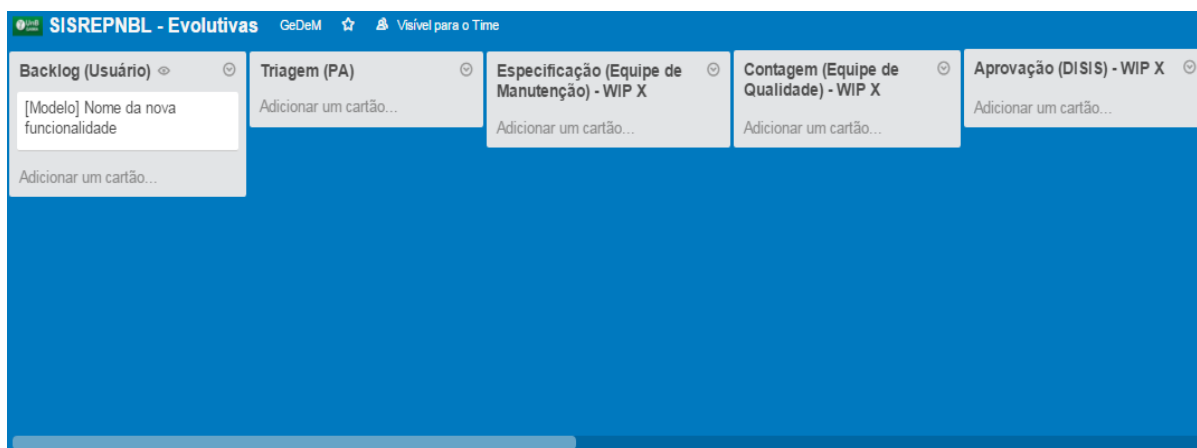 SISREPNBL - Evolutivas GeDeM Visível para o Time
Backlog (Usuário)
[Modelo] Nome da nova
funcionalidade
Adicionar um cartão...
Triagem (PA)
Adicionar um cartão...
Especificação (Equipe de
Manutenção) - WIP X
Adicionar um cartão...
Contagem (Equipe de
Qualidade) - WIP X
Adicionar um cartão...
Aprovação (DISIS) - WIP X
Adicionar um cartão...